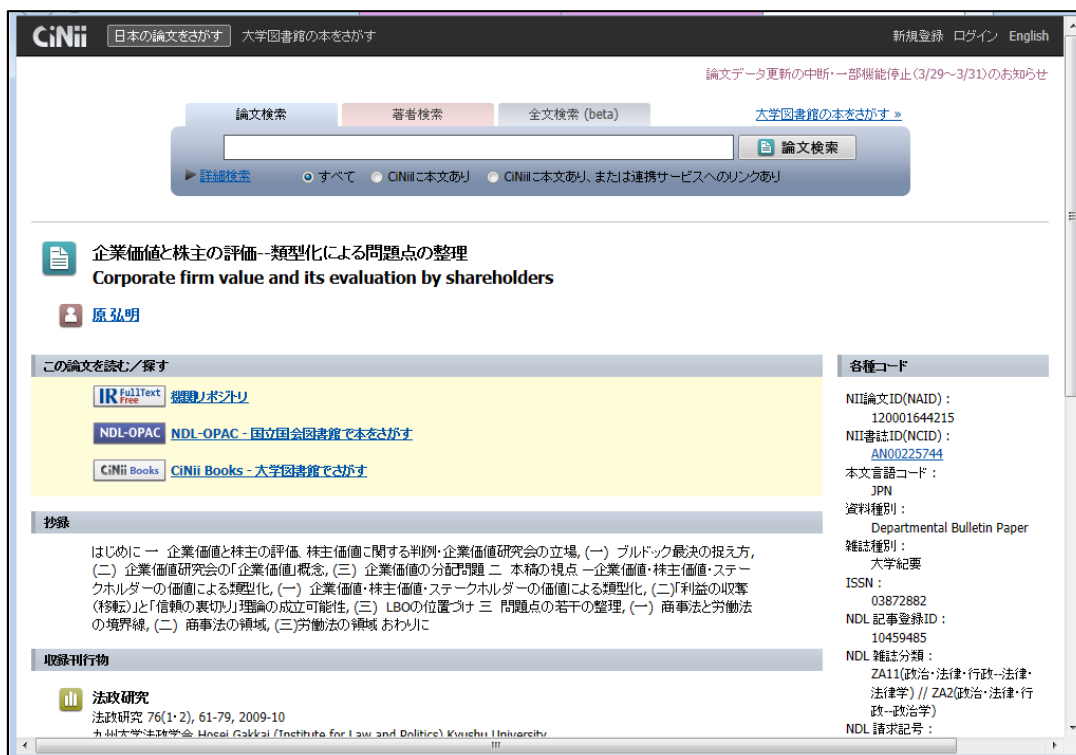 CiNii 日本の論文をさがす 大学図書館の本をさがす 新規登録 ログイン English
論文データ更新の中断・一部機能停止(3/29~3/31)のお知らせ
論文検索 著者検索 全文検索 (beta) 大学図書館の本をさがす »
論文検索
詳細検索 すべて CiNiiに本文あり CiNiiに本文あり、または連携サービスへのリンクあり
企業価値と株主の評価--類型化による問題点の整理
Corporate firm value and its evaluation by shareholders
原 弘明
この論文を読む/探す
IR FullText Free 機関リポジトリ
NDL-OPAC NDL-OPAC - 国立国会図書館で本をさがす
CiNii Books CiNii Books - 大学図書館でさがす
抄録
はじめに 一 企業価値と株主の評価、株主価値に関する判例・企業価値研究会の立場, (一) ブルドック最決の捉え方,
(二) 企業価値研究会の「企業価値」概念, (三) 企業価値の分配問題 二 本稿の視点 ー企業価値・株主価値・ステー
クホルダーの価値による類型化, (一) 企業価値・株主価値・ステークホルダーの価値による類型化, (二)「利益の収奪
(移転)」と「信頼の裏切り」理論の成立可能性, (三) LBOの位置づけ 三 問題点の若干の整理, (一) 商事法と労働法
の境界線, (二) 商事法の領域, (三)労働法の領域 おわりに
収録刊行物
法政研究
法政研究 76(1・2), 61-79, 2009-10
九州大学法政学会 Hosei Gakkai (Institute for Law and Politics) Kyushu University
各種コード
NII論文ID(NAID) :
120001644215
NII書誌ID(NCID) :
AN00225744
本文言語コード :
JPN
資料種別 :
Departmental Bulletin Paper
雑誌種別 :
大学紀要
ISSN :
03872882
NDL 記事登録ID :
10459485
NDL 雑誌分類 :
ZA11(政治・法律・行政--法律・
法律学) // ZA2(政治・法律・行
政--政治学)
NDL 請求記号 :